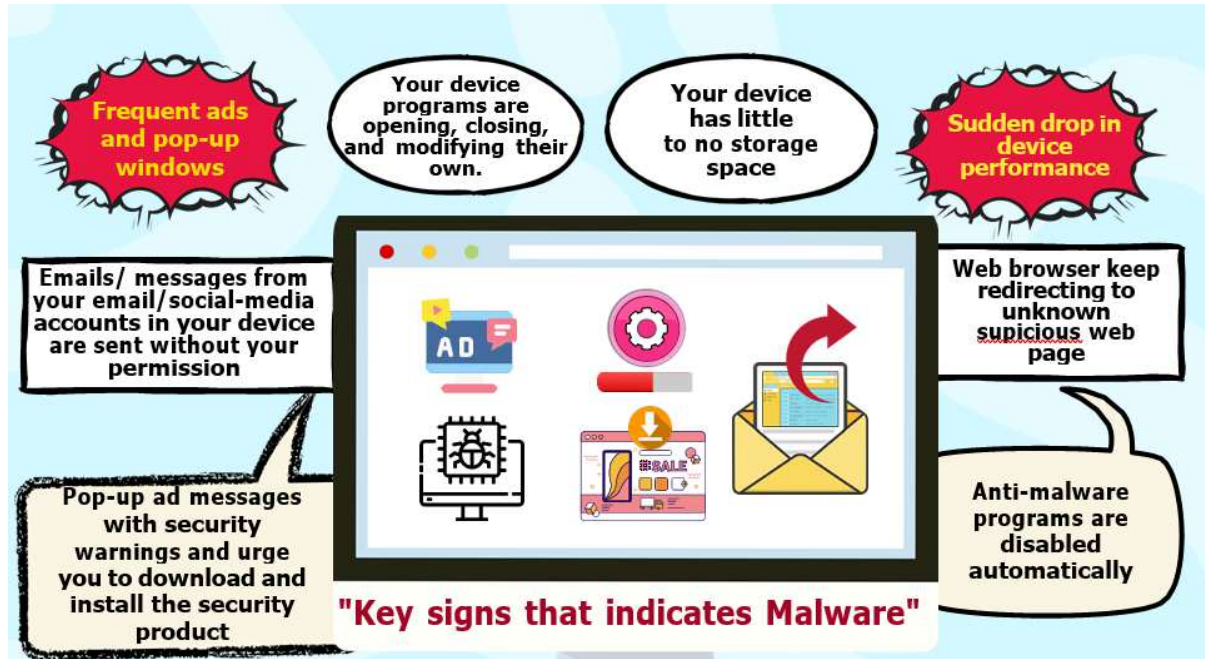 Frequent ads
and pop-up
windows
Your device
programs are
opening, closing,
and modifying their
own.
Your device
has little
to no storage
space
Sudden drop in
device
performance
Emails/ messages from
your email/social-media
accounts in your device
are sent without your
permission
Web browser keep
redirecting to
unknown
supicious web
page
AD
#SALE
Pop-up ad messages
with security
warnings and urge
you to download and
install the security
product
Anti-malware
programs are
disabled
automatically
"Key signs that indicates Malware"